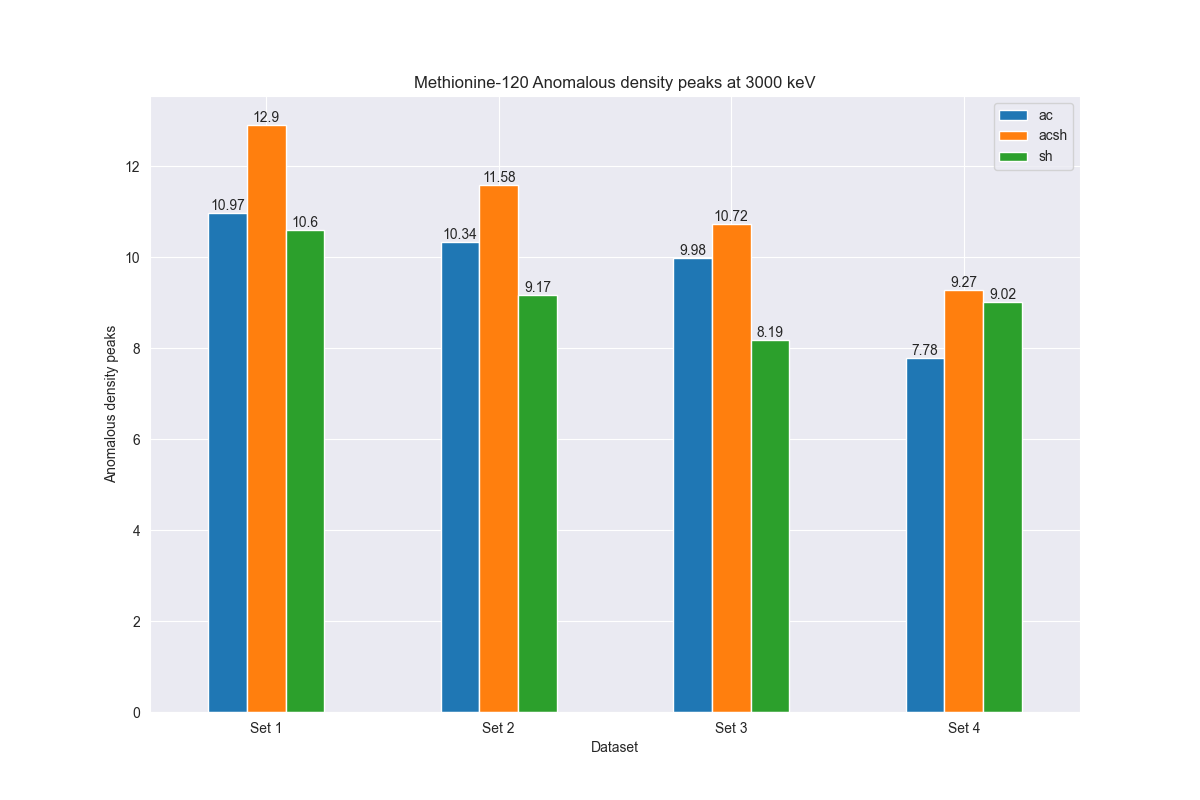 Methionine-120 Anomalous density peaks at 3000 keV
ac
acsh
sh
12.9
10.97
10.6
11.58
10.34
9.17
10.72
9.98
8.19
9.27
9.02
7.78
12
10
8
6
4
2
0
Anomalous density peaks
Set 1
Set 2
Set 3
Set 4
Dataset